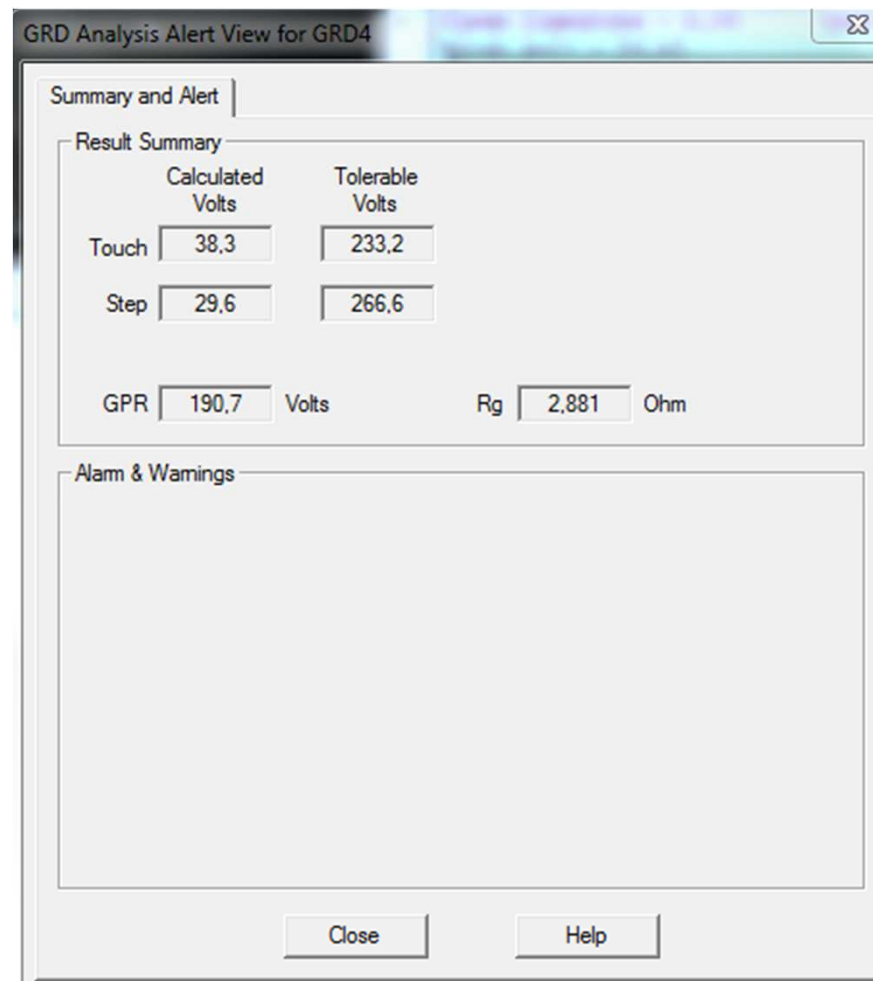 GRD Analysis Alert View for GRD4
Summary and Alert
Result Summary
Calculated Volts
Tolerable Volts
Touch 38,3 233,2
Step 29,6 266,6
GPR 190,7 Volts Rg 2,881 Ohm
Alarm & Warnings
Close Help